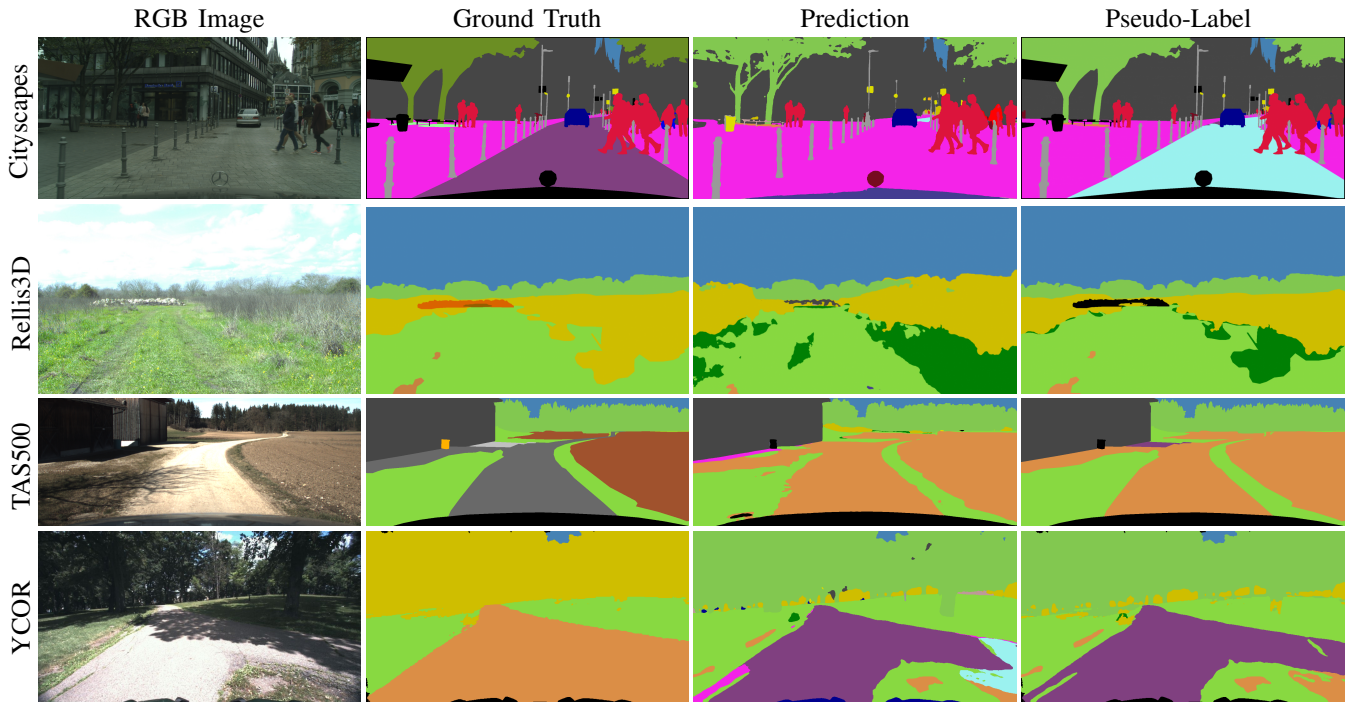 RGB Image Ground Truth Prediction Pseudo-Label
Cityscapes
Rellis3D
TAS500
YCOR